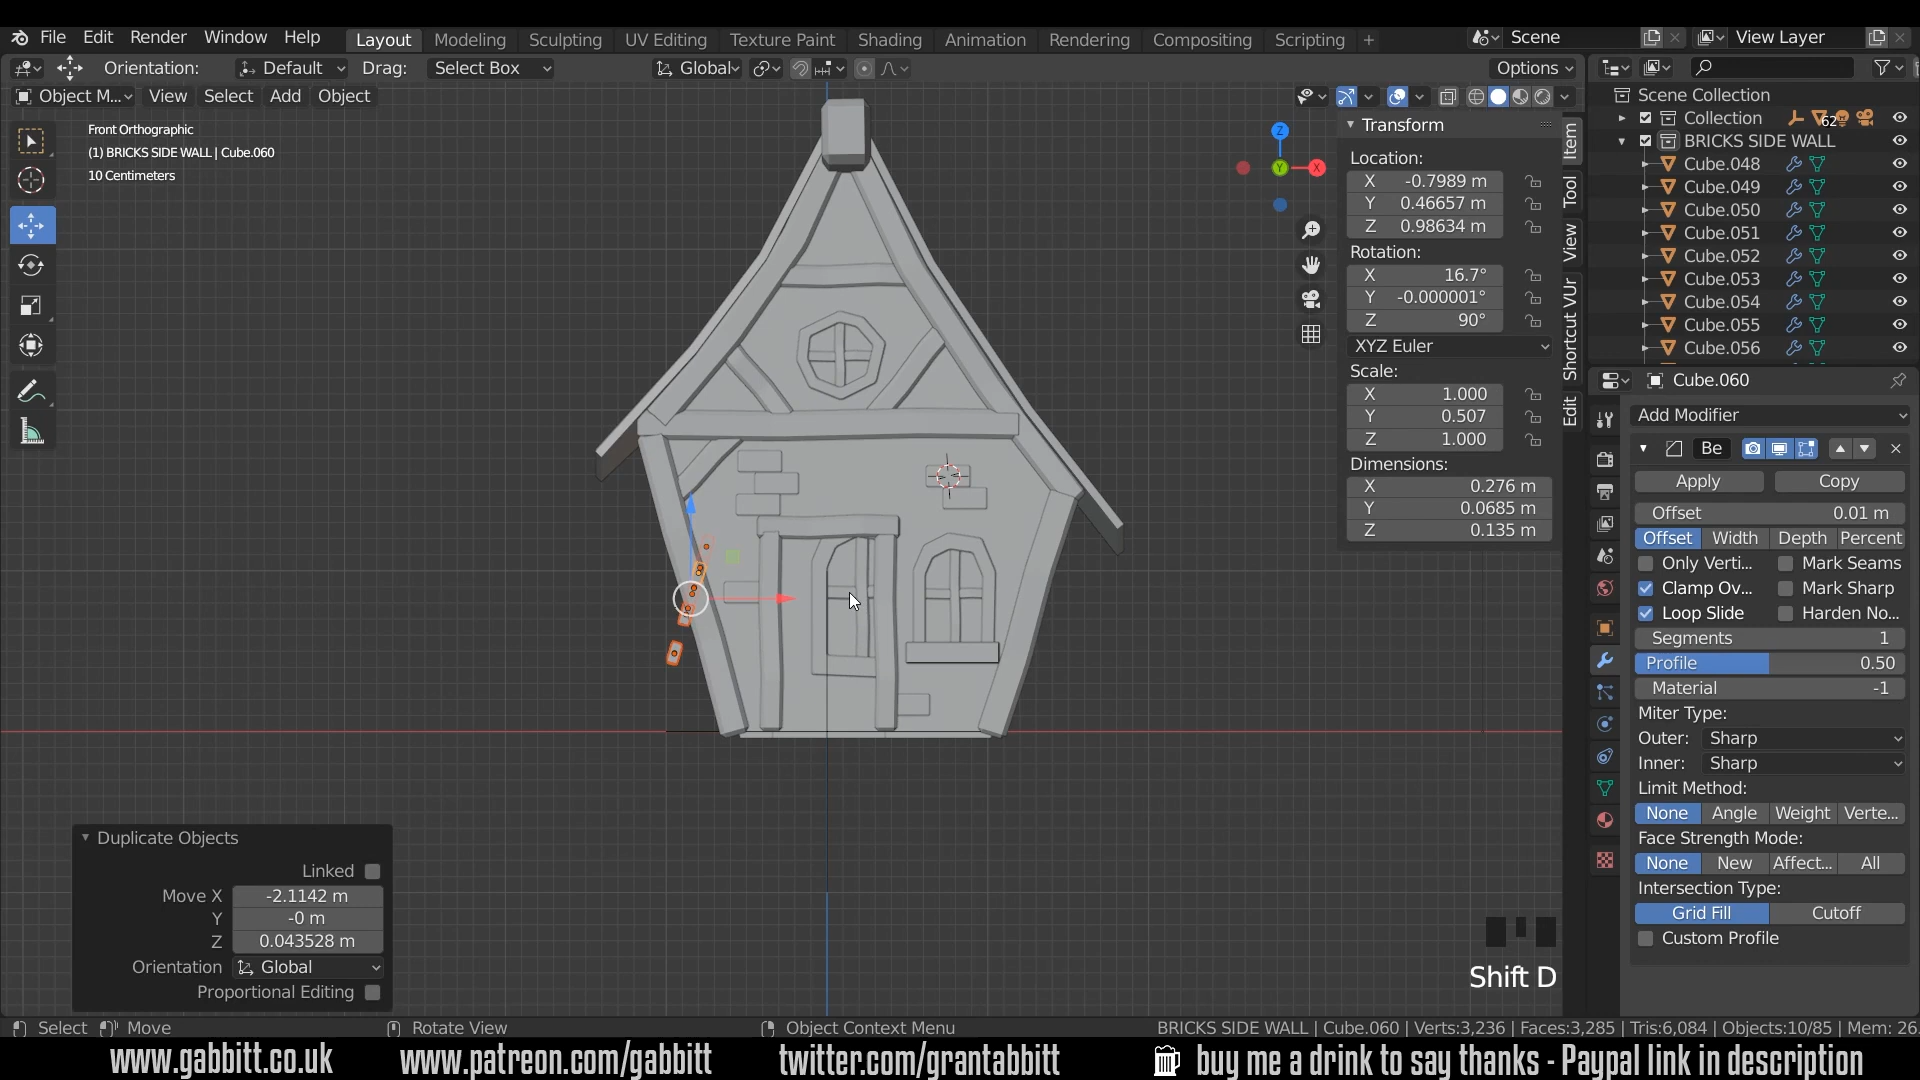 File Edit Render Window Help Layout Modeling Sculpting UV Editing Texture Paint Shading Animation Rendering Compositing Scripting + Scene View Layer
Orientation: Default Drag: Select Box Global Options
Object M... View Select Add Object
Front Orthographic
(1) BRICKS SIDE WALL | Cube.060
10 Centimeters
Z
Y
X
Transform
Location:
X -0.7989 m
Y 0.46657 m
Z 0.98634 m
Rotation:
X 16.7°
Y -0.000001°
Z 90°
XYZ Euler
Scale:
X 1.000
Y 0.507
Z 1.000
Dimensions:
X 0.276 m
Y 0.0685 m
Z 0.135 m
Item
Tool
View
Shortcut VUr
Edit
Scene Collection
Collection 62
BRICKS SIDE WALL
Cube.048
Cube.049
Cube.050
Cube.051
Cube.052
Cube.053
Cube.054
Cube.055
Cube.056
Cube.060
Add Modifier
Be
Apply Copy
Offset 0.01 m
Offset Width Depth Percent
Only Verti... Mark Seams
Clamp Ov... Mark Sharp
Loop Slide Harden No...
Segments 1
Profile 0.50
Material -1
Miter Type:
Outer: Sharp
Inner: Sharp
Limit Method:
None Angle Weight Verte...
Face Strength Mode:
None New Affect... All
Intersection Type:
Grid Fill Cutoff
Custom Profile
Duplicate Objects
Linked
Move X -2.1142 m
Y -0 m
Z 0.043528 m
Orientation Global
Proportional Editing
Shift D
Select Move Rotate View Object Context Menu BRICKS SIDE WALL | Cube.060 | Verts:3,236 | Faces:3,285 | Tris:6,084 | Objects:10/85 | Mem: 26.
www.gabbitt.co.uk www.patreon.com/gabbitt twitter.com/grantabbitt buy me a drink to say thanks - Paypal link in description